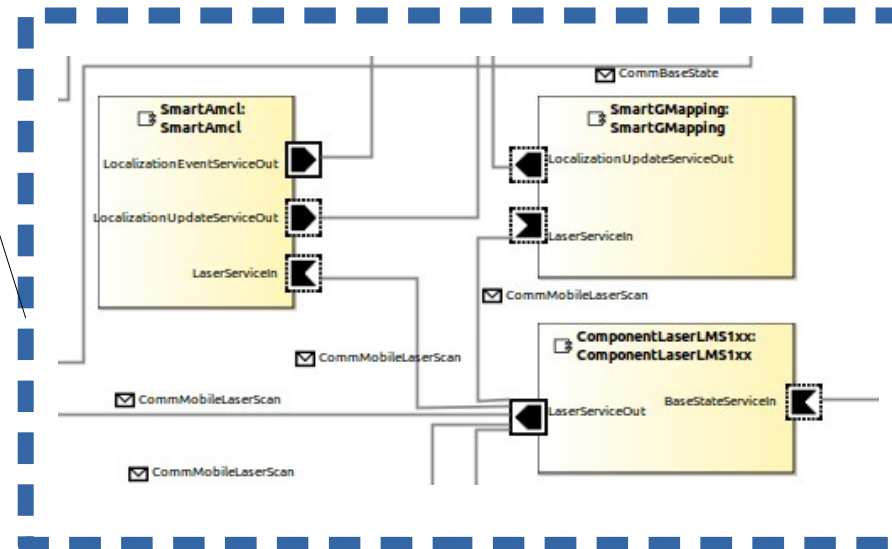 CommBaseState
SmartAmcl:
SmartAmcl
LocalizationEventServiceOut
LocalizationUpdateServiceOut
LaserServiceIn
SmartGMapping:
SmartGMapping
LocalizationUpdateServiceOut
LaserServiceIn
CommMobileLaserScan
CommMobileLaserScan
CommMobileLaserScan
CommMobileLaserScan
ComponentLaserLMS1xx:
ComponentLaserLMS1xx
BaseStateServiceIn
LaserServiceOut